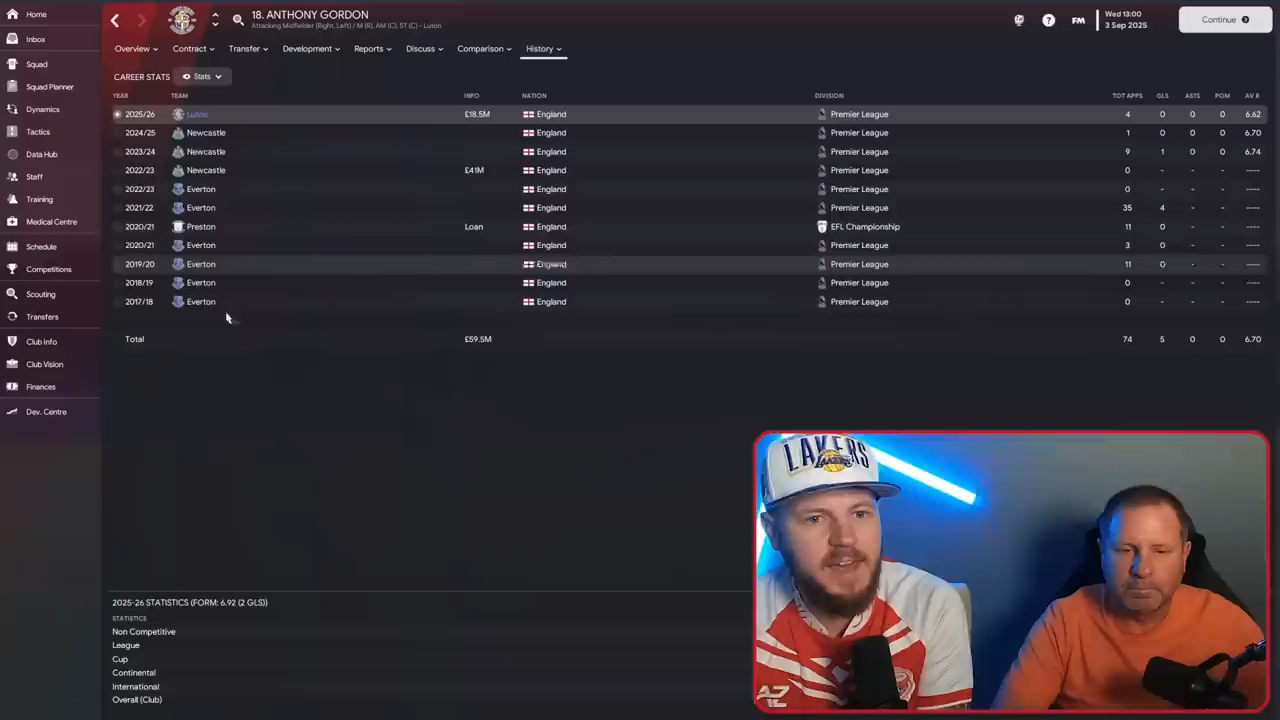 Home
Inbox
Squad
Squad Planner
Dynamics
Tactics
Data Hub
Staff
Training
Medical Centre
Schedule
Competitions
Scouting
Transfers
Club Info
Club Vision
Finances
Dev. Centre
18. ANTHONY GORDON
Attacking Midfielder (Right, Left) / M (R), AM (C), ST (C) - Luton
FM
Wed 13:00
3 Sep 2025
Continue
Overview Contract Transfer Development Reports Discuss Comparison History
CAREER STATS Stats
YEAR TEAM INFO NATION DIVISION TOT APPS GLS ASTS POM AV R
2025/26 Luton £18.5M England Premier League 4 0 0 0 6.62
2024/25 Newcastle England Premier League 1 0 0 0 6.70
2023/24 Newcastle England Premier League 9 1 0 0 6.74
2022/23 Newcastle £41M England Premier League 0 - - - ----
2022/23 Everton England Premier League 0 - - - ----
2021/22 Everton England Premier League 35 4 - - ----
2020/21 Preston Loan England EFL Championship 11 0 - - ----
2020/21 Everton England Premier League 3 0 - - ----
2019/20 Everton England Premier League 11 0 - - ----
2018/19 Everton England Premier League 0 - - - ----
2017/18 Everton England Premier League 0 - - - ----
Total £59.5M 74 5 0 0 6.70
2025-26 STATISTICS (FORM: 6.92 (2 GLS))
STATISTICS
Non Competitive
League
Cup
Continental
International
Overall (Club)
LAKERS
LAKERS
AZ